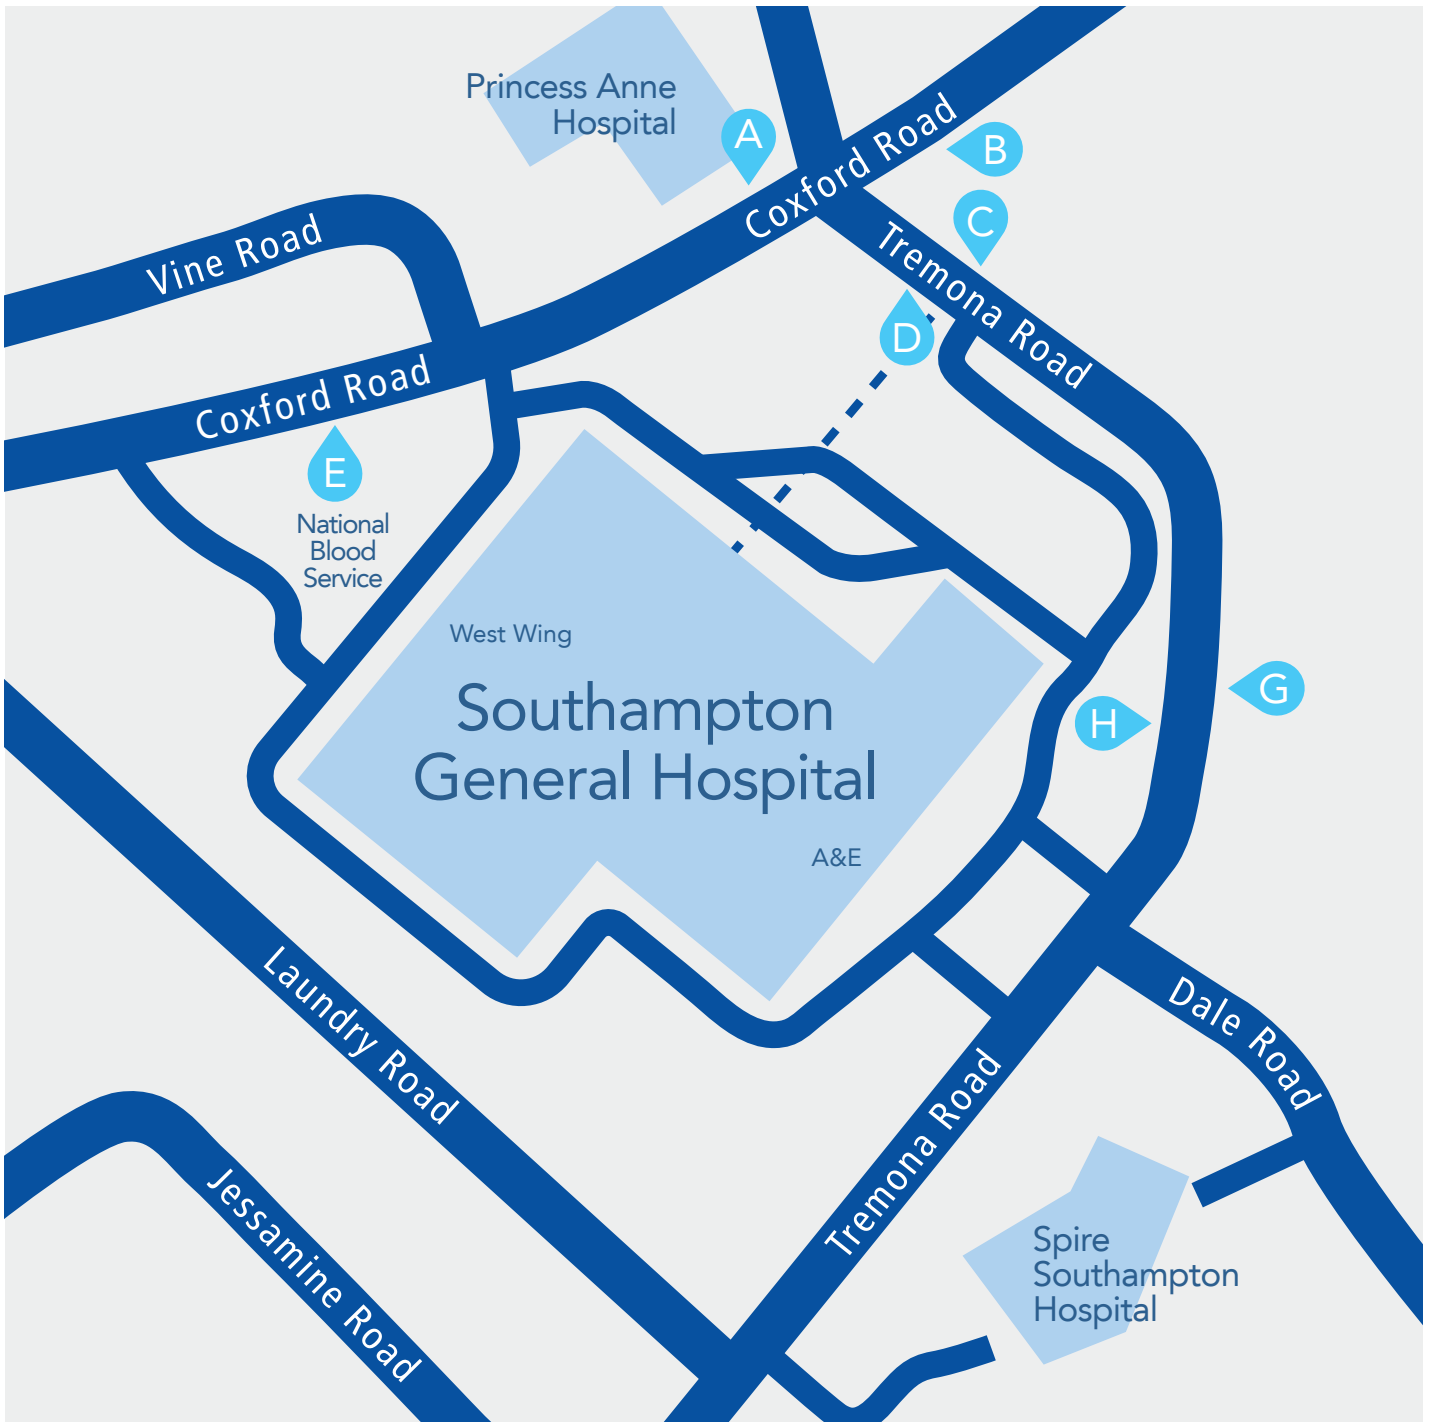 Princess Anne
Hospital
A
B
C
D
E
G
H
Coxford Road
Vine Road
Tremona Road
Coxford Road
National
Blood
Service
West Wing
Southampton
General Hospital
A&E
Laundry Road
Dale Road
Tremona Road
Jessamine Road
Spire
Southampton
Hospital